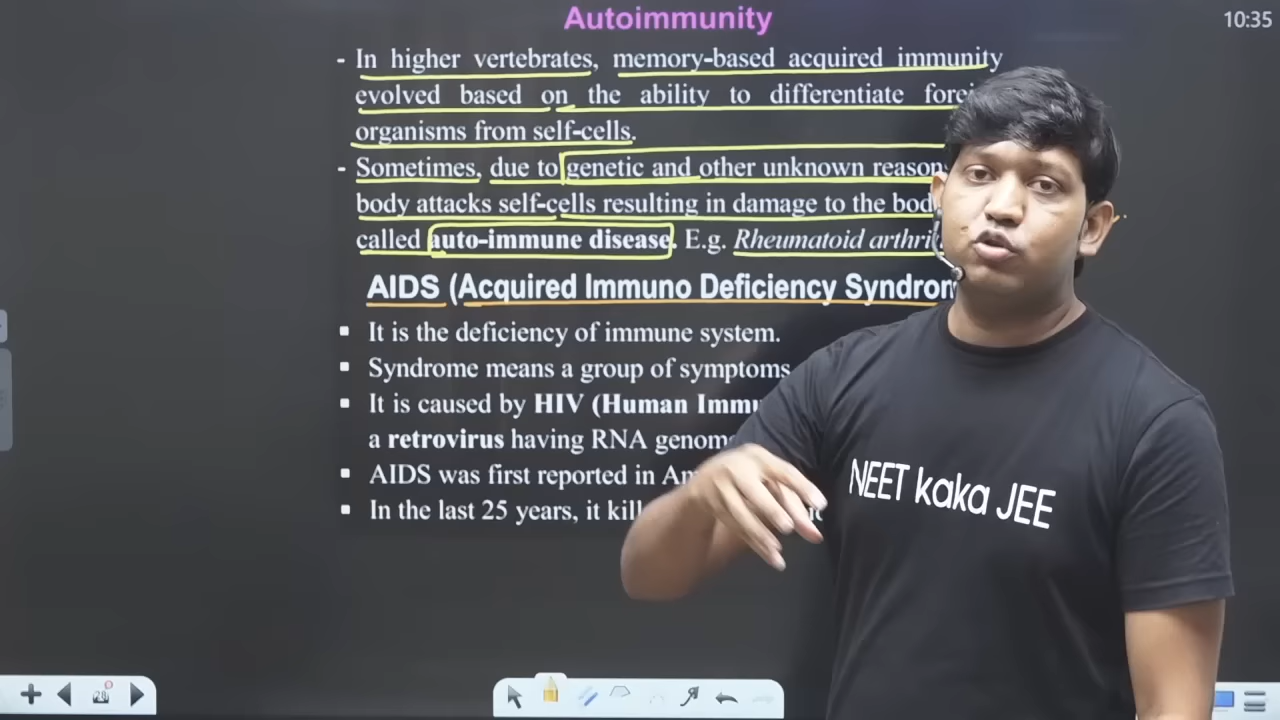 Autoimmunity
10:35
- In higher vertebrates, memory-based acquired immunity
evolved based on the ability to differentiate
organisms from self-cells.
- Sometimes, due to genetic and other unknown
body attacks self-cells resulting in damage to the
called auto-immune disease. E.g. Rheumatoid
AIDS (Acquired Immuno Deficiency
▪ It is the deficiency of immune system.
▪ Syndrome means a group of symptoms
▪ It is caused by HIV (Human
a retrovirus having RNA
▪ AIDS was first reported in
▪ In the last 25 years, it
NEET kaka JEE
28